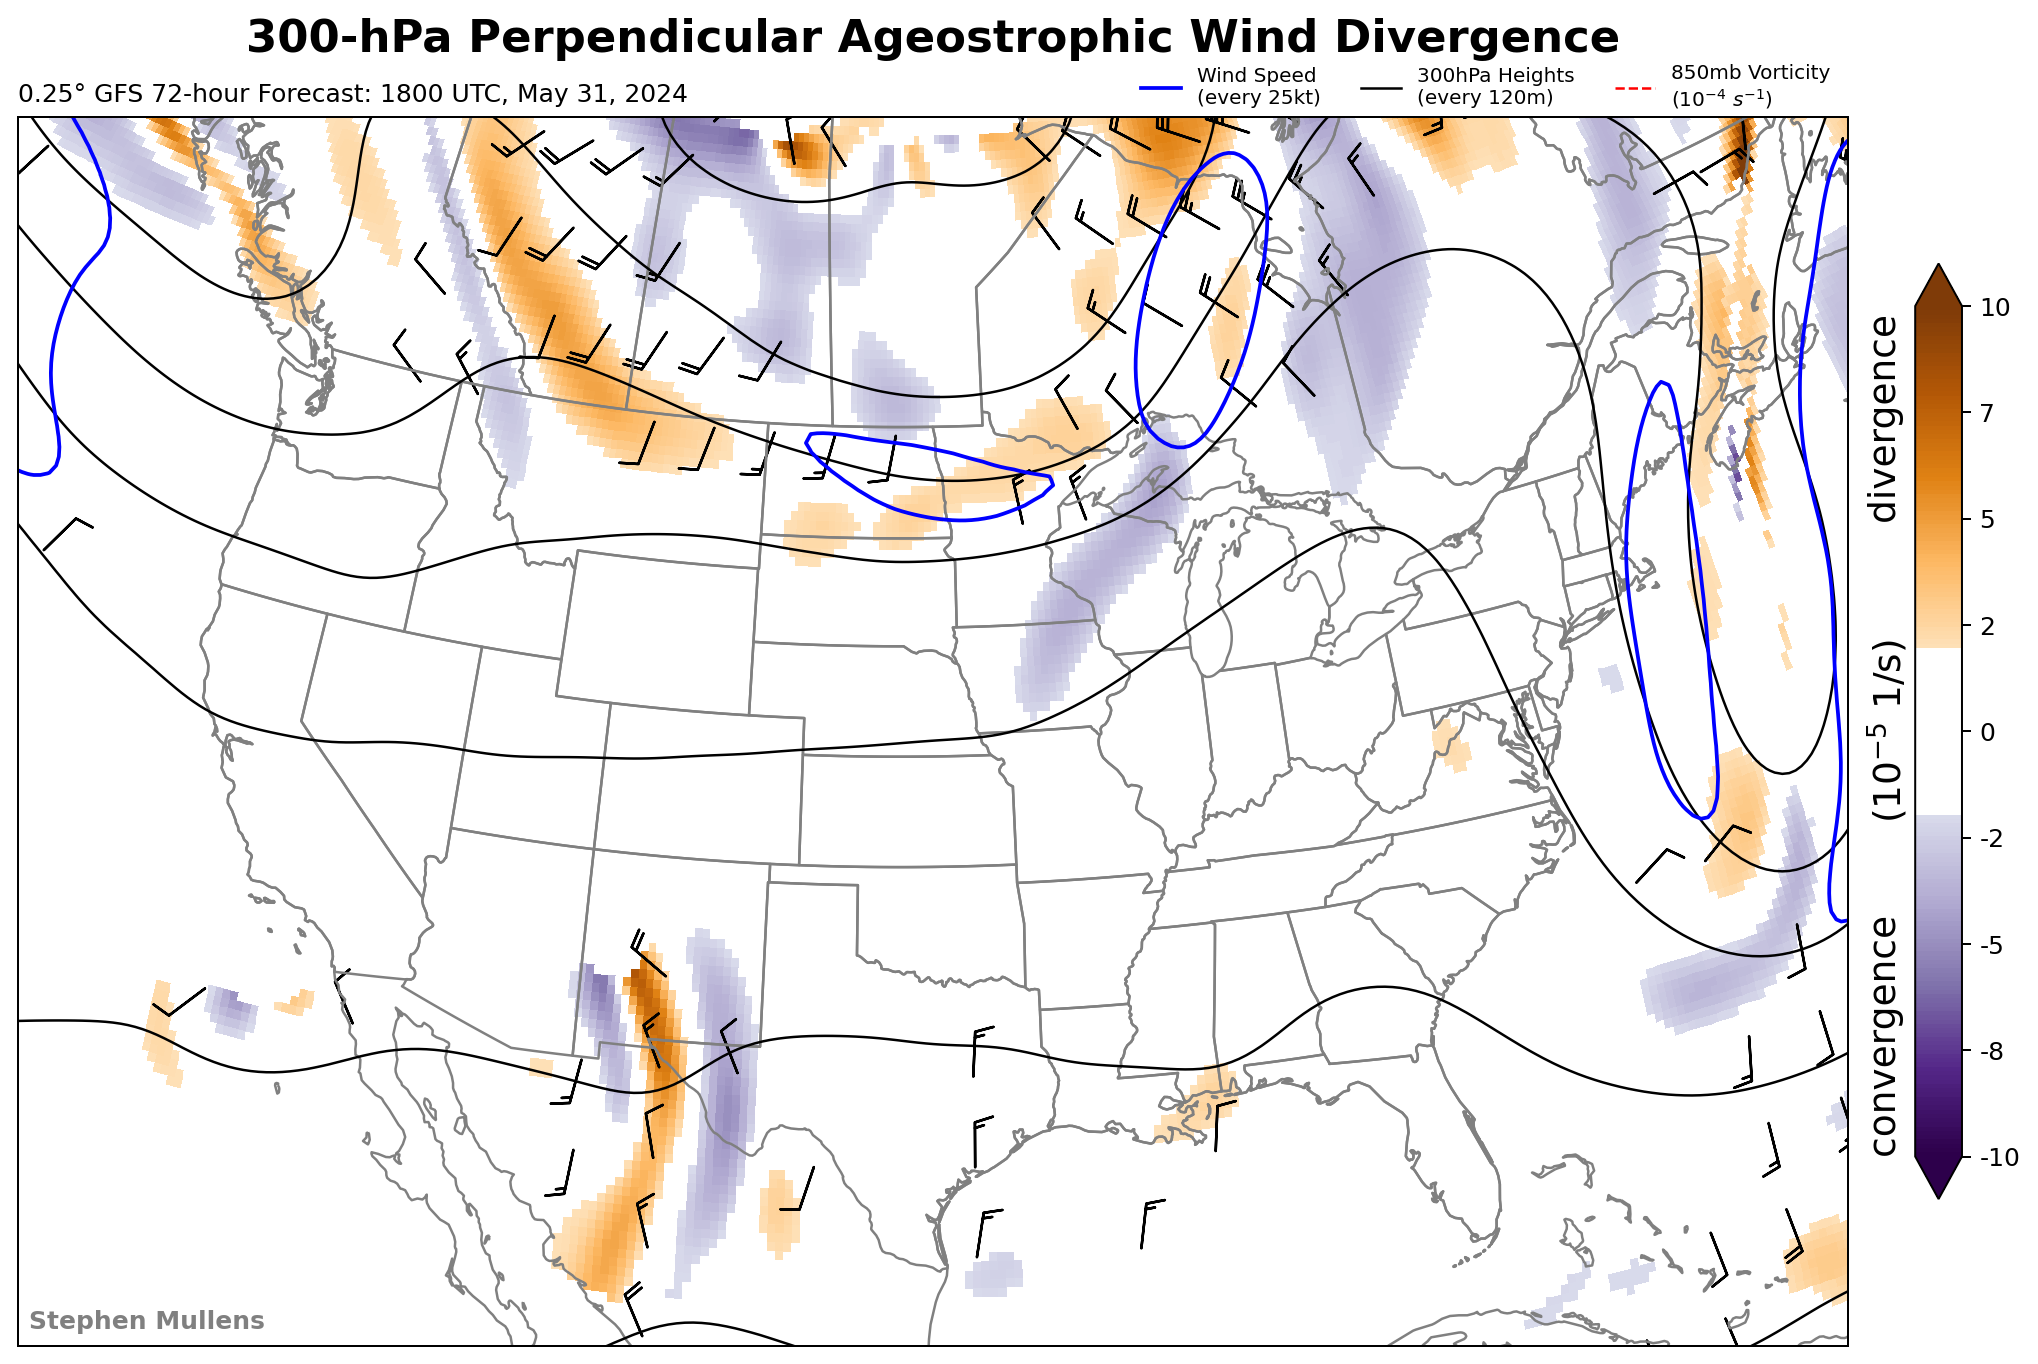 300-hPa Perpendicular Ageostrophic Wind Divergence
0.25° GFS 72-hour Forecast: 1800 UTC, May 31, 2024
Wind Speed
(every 25kt)
300hPa Heights
(every 120m)
850mb Vorticity
(10⁻⁴ s⁻¹)
10
7
5
2
0
-2
-5
-8
-10
convergence (10⁻⁵ 1/s) divergence
Stephen Mullens